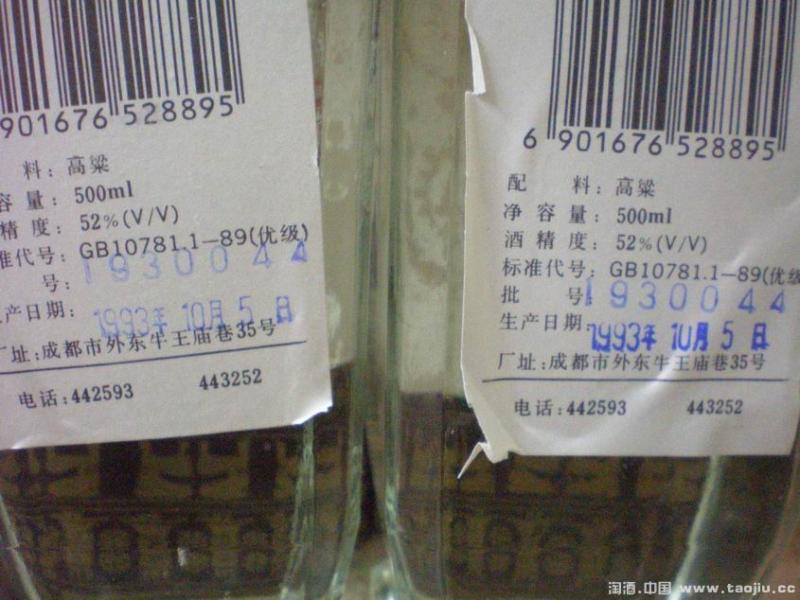 901676 528895
料: 高粱
容 量: 500ml
精 度: 52%(V/V)
准代号: GB10781.1—89(优级)
号: 1930044
产日期: 1993年 10月 5 日
厂址:成都市外东牛王庙巷35号
电话:442593 443252
6 901676 528895
配 料: 高粱
净 容 量: 500ml
酒 精 度: 52%(V/V)
标准代号: GB10781.1—89(优级
批 号: 1930044
生产日期: 1993年 10月 5 日
厂址:成都市外东牛王庙巷35号
电话:442593 443252
淘酒.中国 www.taojiu.cc